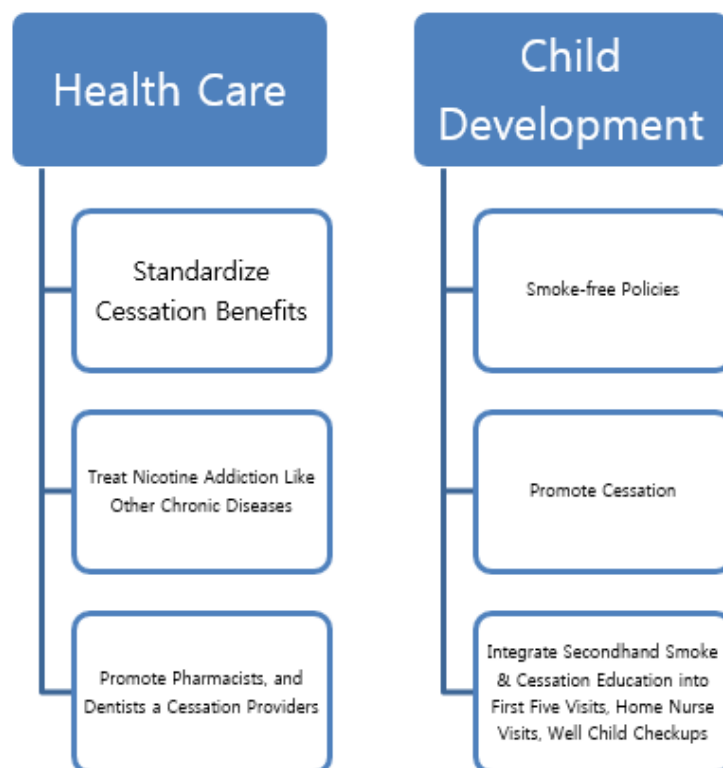 Health Care
Standardize
Cessation Benefits
Treat Nicotine Addiction Like
Other Chronic Diseases
Promote Pharmacists, and
Dentists a Cessation Providers
Child
Development
Smoke-free Policies
Promote Cessation
Integrate Secondhand Smoke
& Cessation Education into
First Five Visits, Home Nurse
Visits, Well Child Checkups